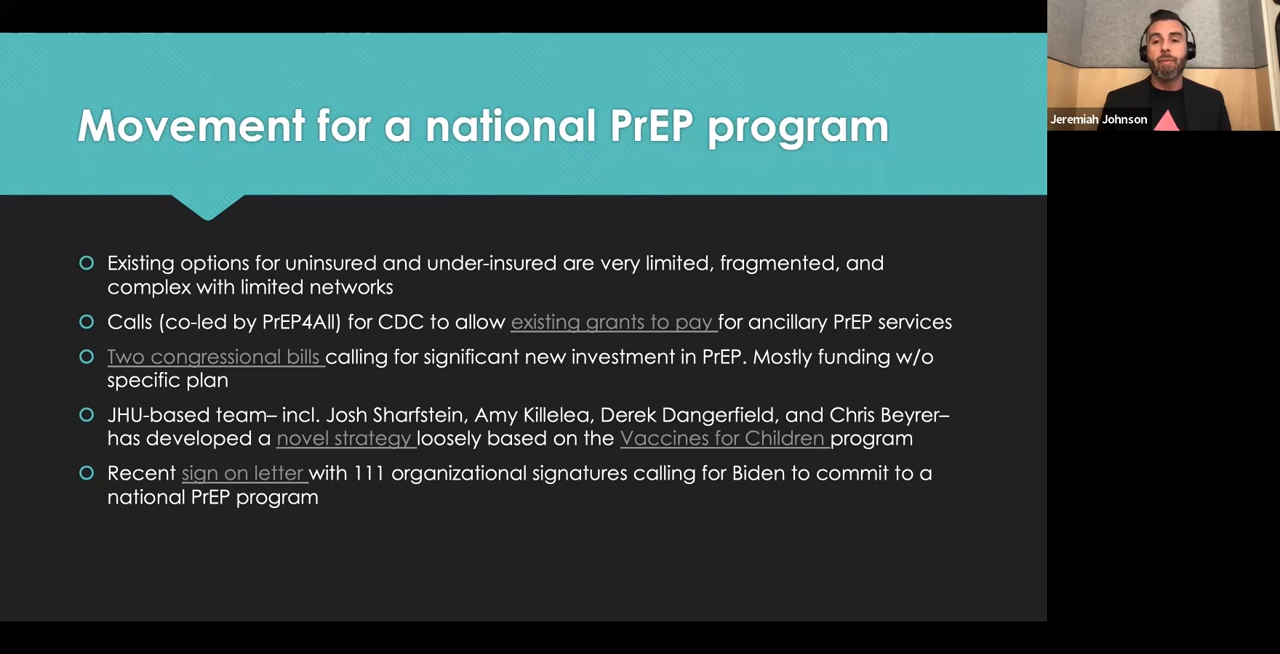 Movement for a national PrEP program
Existing options for uninsured and under-insured are very limited, fragmented, and
complex with limited networks
Calls (co-led by PrEP4All) for CDC to allow existing grants to pay for ancillary PrEP services
Two congressional bills calling for significant new investment in PrEP. Mostly funding w/o
specific plan
JHU-based team– incl. Josh Sharfstein, Amy Killelea, Derek Dangerfield, and Chris Beyrer–
has developed a novel strategy loosely based on the Vaccines for Children program
Recent sign on letter with 111 organizational signatures calling for Biden to commit to a
national PrEP program
Jeremiah Johnson